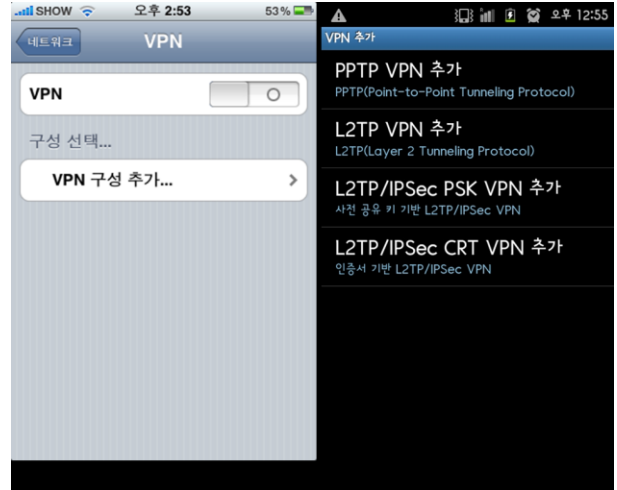 SHOW 오후 2:53 53%
네트워크 VPN
VPN
구성 선택...
VPN 구성 추가...
오후 12:55
VPN 추가
PPTP VPN 추가
PPTP(Point-to-Point Tunneling Protocol)
L2TP VPN 추가
L2TP(Layer 2 Tunneling Protocol)
L2TP/IPSec PSK VPN 추가
사전 공유 키 기반 L2TP/IPSec VPN
L2TP/IPSec CRT VPN 추가
인증서 기반 L2TP/IPSec VPN